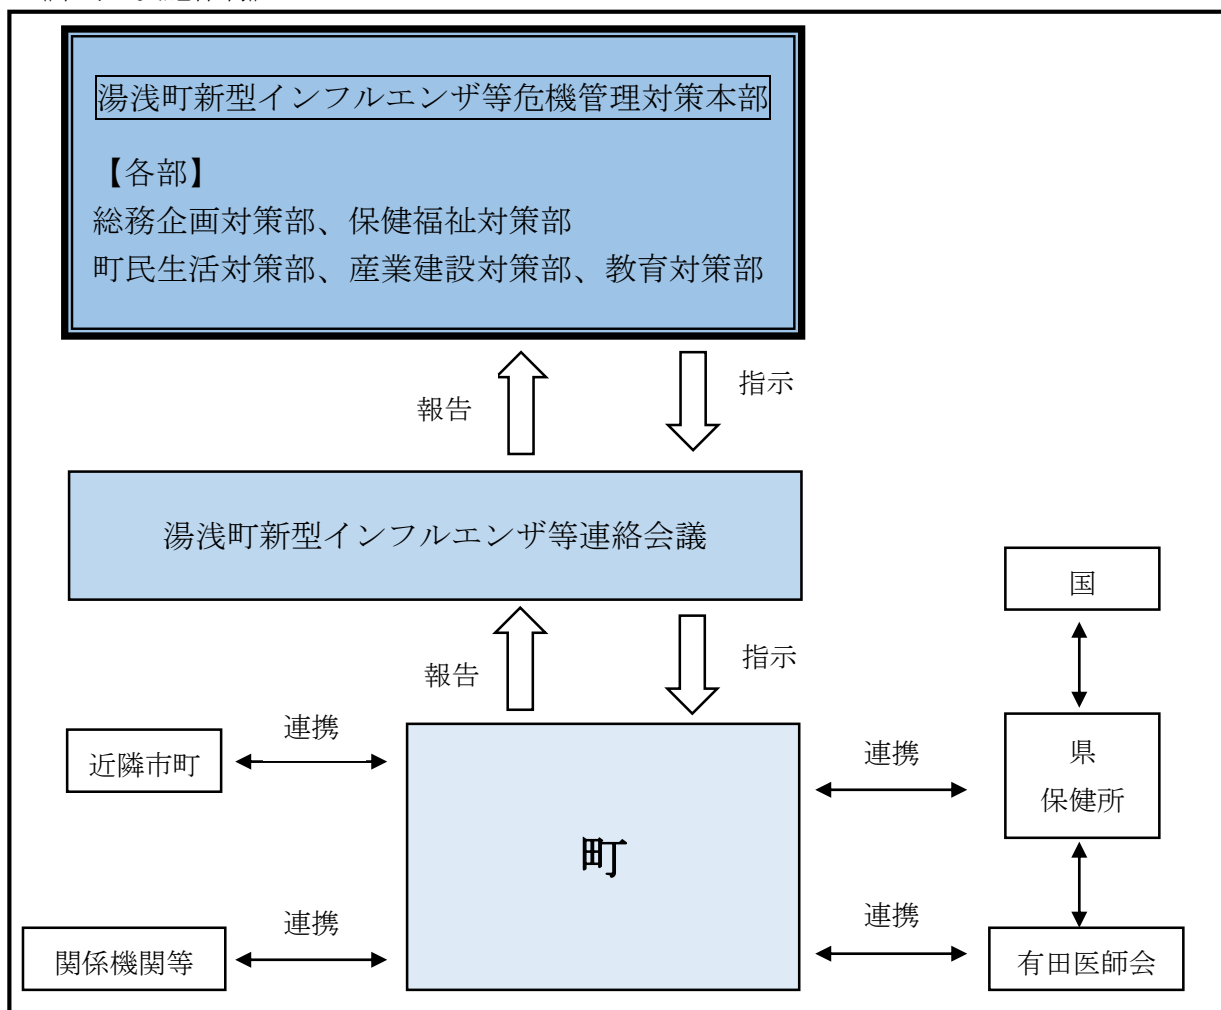 湯浅町新型インフルエンザ等危機管理対策本部
【各部】
総務企画対策部、保健福祉対策部
町民生活対策部、産業建設対策部、教育対策部
報告
指示
湯浅町新型インフルエンザ等連絡会議
報告
指示
国
近隣市町
連携
町
連携
県
保健所
関係機関等
連携
連携
有田医師会